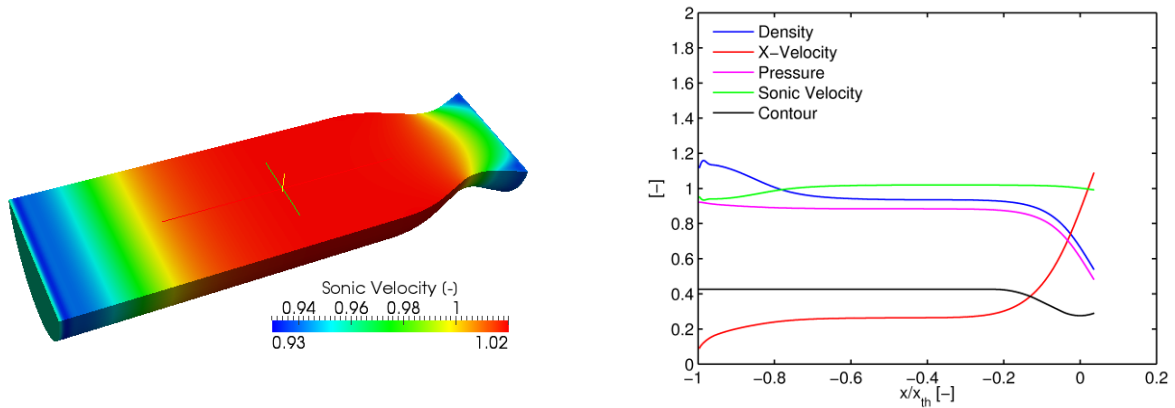 Y
Sonic Velocity (-)
0.94 0.96 0.98 1
0.93 1.02
2
1.8
1.6
1.4
1.2
1
0.8
0.6
0.4
0.2
0
[-]
Density
X-Velocity
Pressure
Sonic Velocity
Contour
-1 -0.8 -0.6 -0.4 -0.2 0 0.2
x/xth [-]